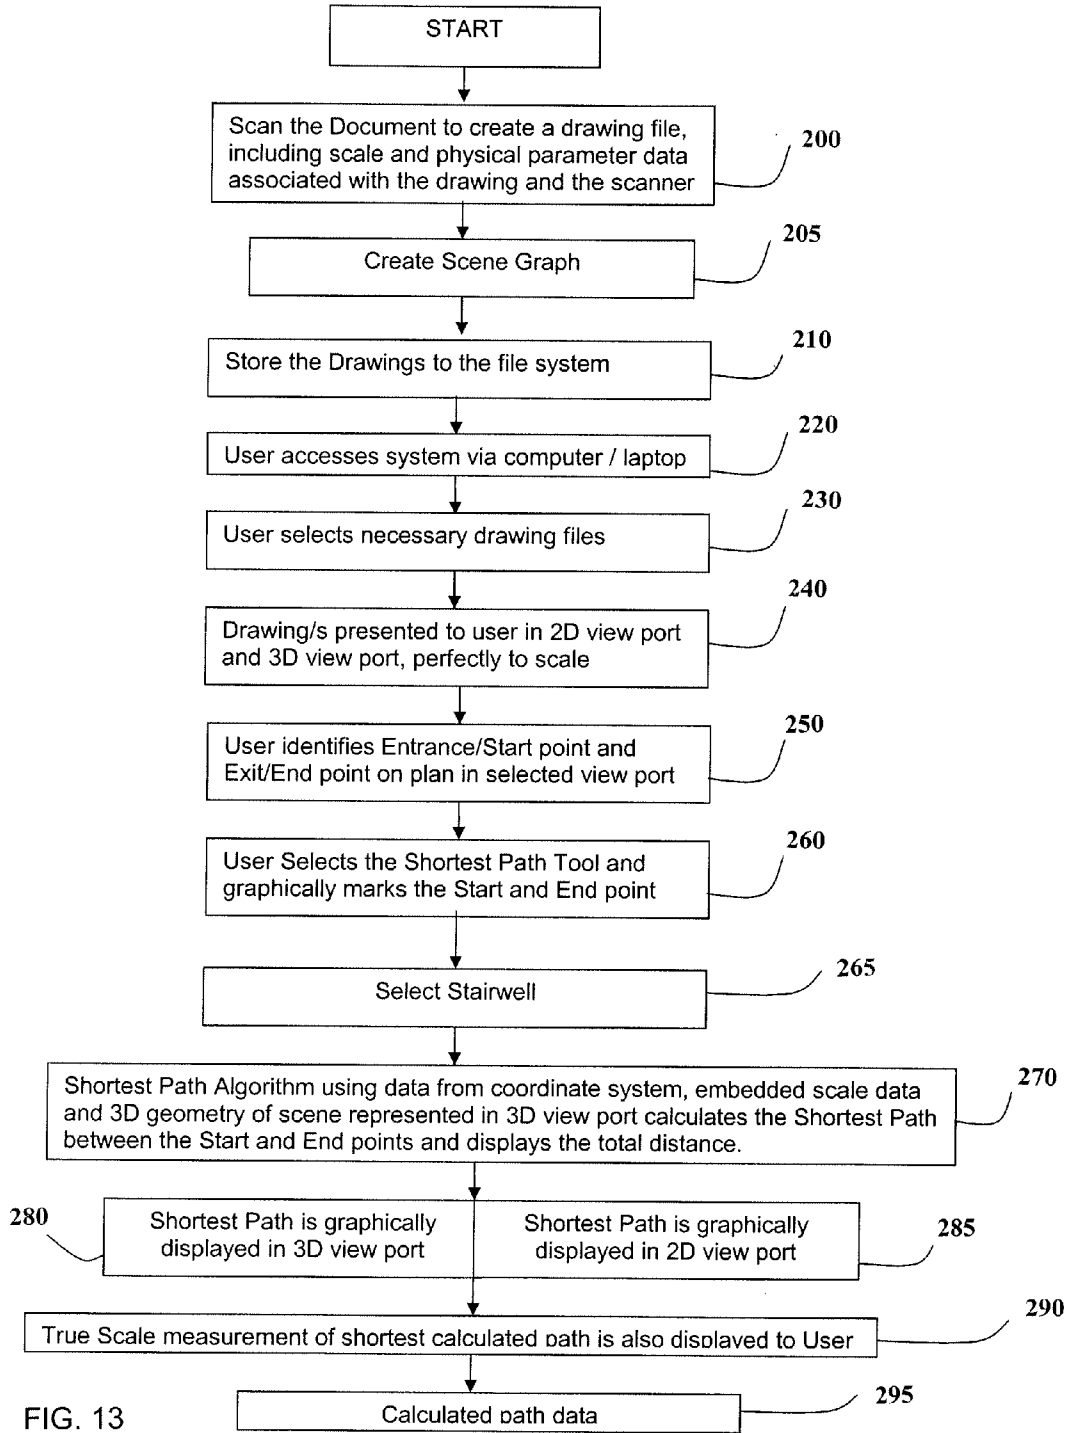 START
Scan the Document to create a drawing file,
including scale and physical parameter data
associated with the drawing and the scanner
200
Create Scene Graph
205
Store the Drawings to the file system
210
User accesses system via computer / laptop
220
User selects necessary drawing files
230
Drawing/s presented to user in 2D view port
and 3D view port, perfectly to scale
240
User identifies Entrance/Start point and
Exit/End point on plan in selected view port
250
User Selects the Shortest Path Tool and
graphically marks the Start and End point
260
Select Stairwell
265
Shortest Path Algorithm using data from coordinate system, embedded scale data
and 3D geometry of scene represented in 3D view port calculates the Shortest Path
between the Start and End points and displays the total distance.
270
280
Shortest Path is graphically
displayed in 3D view port
Shortest Path is graphically
displayed in 2D view port
285
True Scale measurement of shortest calculated path is also displayed to User
290
Calculated path data
295
FIG. 13